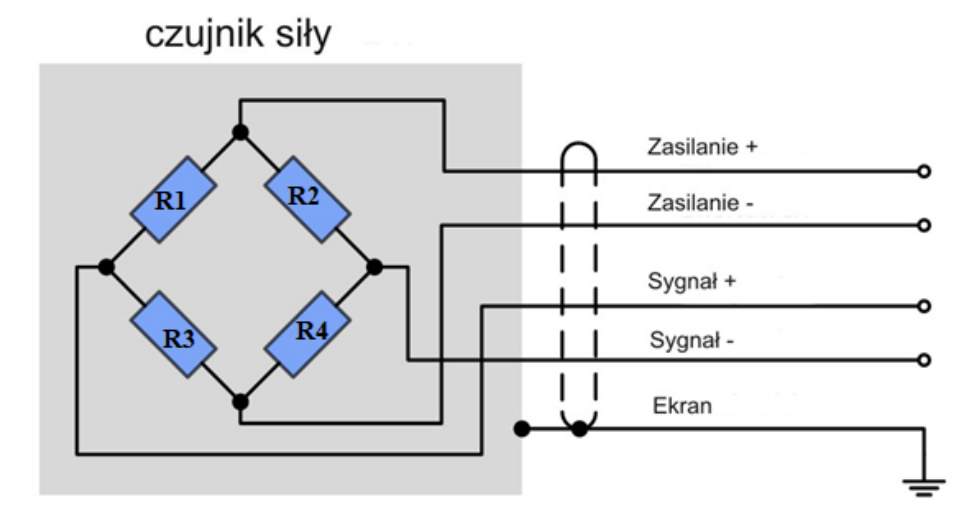 czujnik siły
Zasilanie +
R1
R2
Zasilanie -
Sygnał +
R3
R4
Sygnał -
Ekran